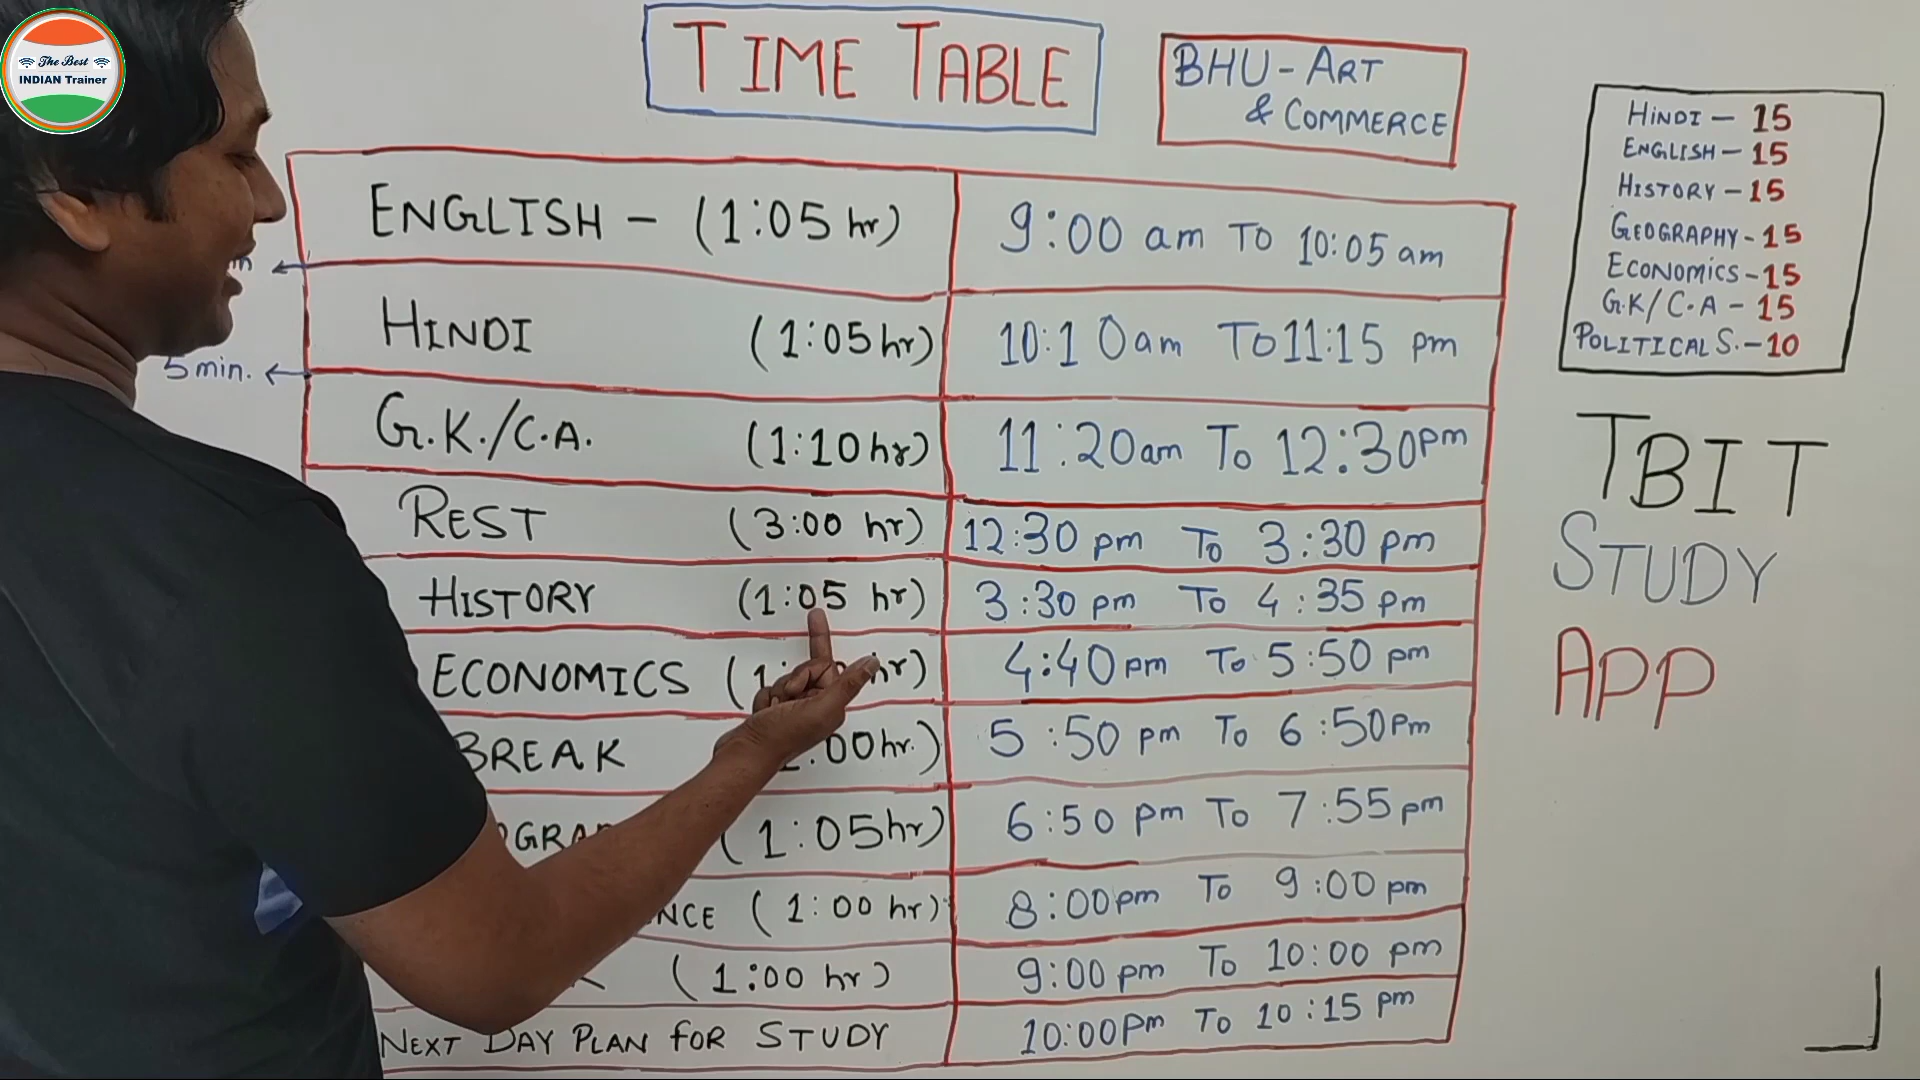 The Best
INDIAN Trainer
TIME TABLE
BHU-ART
& COMMERCE
ENGLISH - (1:05 hr) 9:00 am TO 10:05 am
HINDI (1:05 hr) 10:10 am TO 11:15 pm
5 min.
G.K./C.A. (1:10 hr) 11:20 am TO 12:30 pm
REST (3:00 hr) 12:30 pm TO 3:30 pm
HISTORY (1:05 hr) 3:30 pm TO 4:35 pm
ECONOMICS hr) 4:40 pm TO 5:50 pm
BREAK 5:50 pm TO 6:50 pm
(1:05 hr) 6:50 pm TO 7:55 pm
(1:00 hr) 8:00 pm TO 9:00 pm
(1:00 hr) 9:00 pm TO 10:00 pm
NEXT DAY PLAN FOR STUDY 10:00 pm TO 10:15 pm
HINDI - 15
ENGLISH - 15
HISTORY - 15
GEOGRAPHY - 15
ECONOMICS - 15
G.K/C.A - 15
POLITICAL S. - 10
TBIT
STUDY
APP